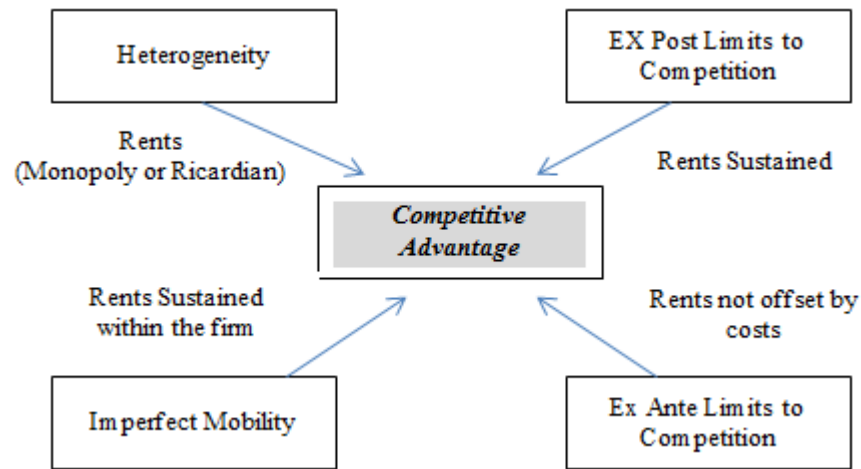 Heterogeneity
EX Post Limits to
Competition
Rents
(Monopoly or Ricardian)
Rents Sustained
Competitive
Advantage
Rents Sustained
within the firm
Rents not offset by
costs
Imperfect Mobility
Ex Ante Limits to
Competition